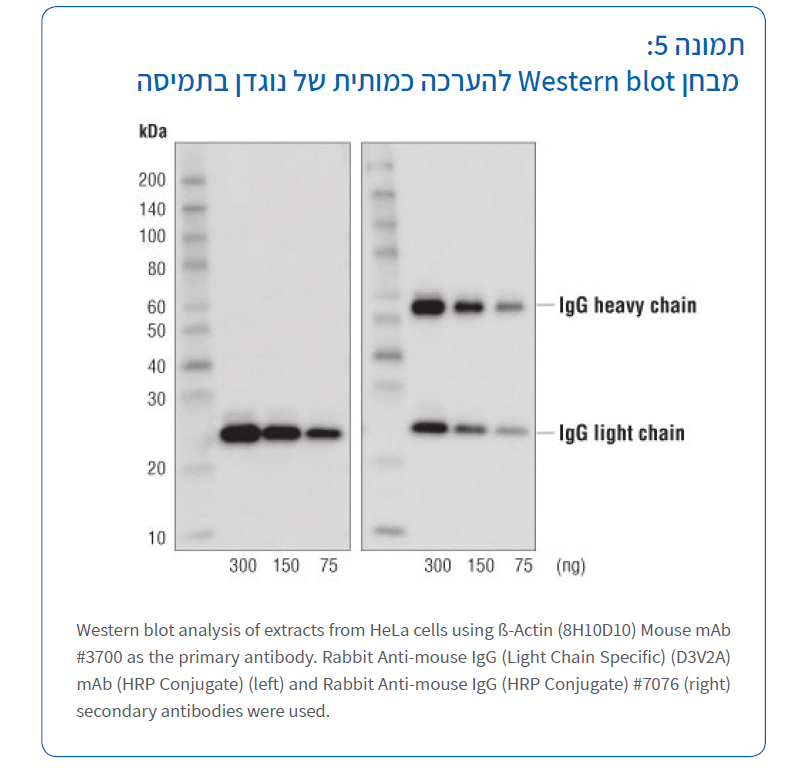 תמונה 5:
מבחן Western blot להערכה כמותית של נוגדן בתמיסה
kDa
200
140
100
80
60
50
40
30
20
10
IgG heavy chain
IgG light chain
300 150 75 300 150 75 (ng)
Western blot analysis of extracts from HeLa cells using ß-Actin (8H10D10) Mouse mAb
#3700 as the primary antibody. Rabbit Anti-mouse IgG (Light Chain Specific) (D3V2A)
mAb (HRP Conjugate) (left) and Rabbit Anti-mouse IgG (HRP Conjugate) #7076 (right)
secondary antibodies were used.